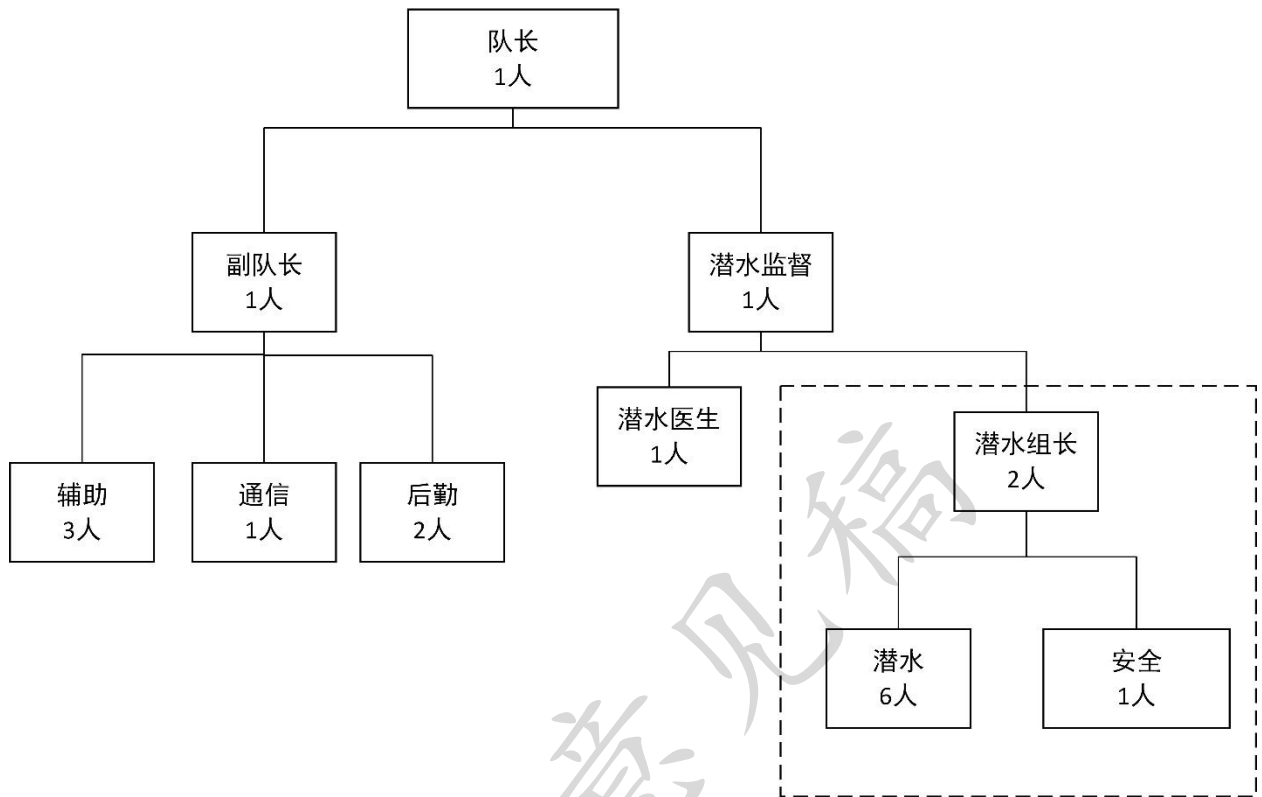 队长
1人
副队长
1人
潜水监督
1人
潜水医生
1人
潜水组长
2人
辅助
3人
通信
1人
后勤
2人
潜水
6人
安全
1人
意见稿